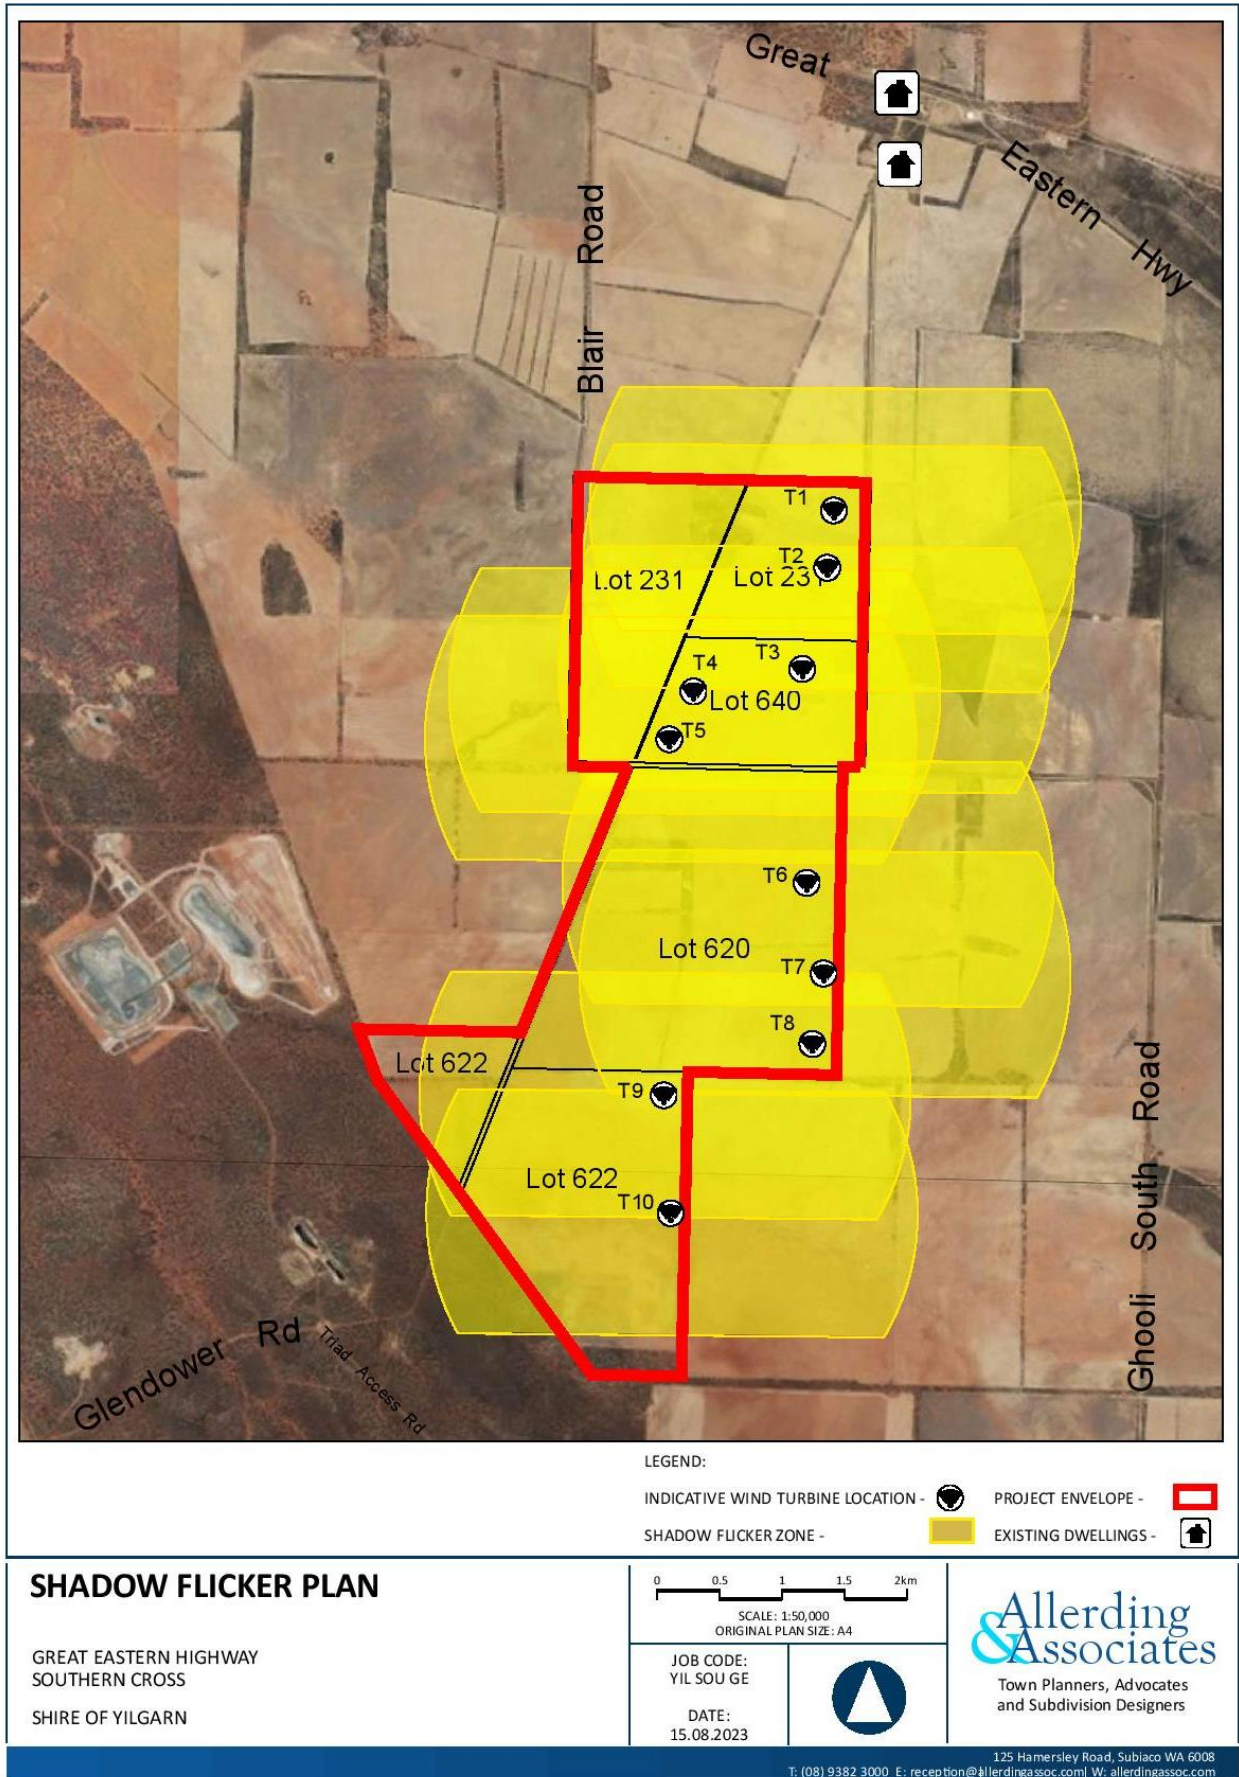 Great
Eastern
Hwy
Blair Road
T1
T2
Lot 231
Lot 231
T3
T4
Lot 640
T5
T6
Lot 620
T7
T8
Lot 622
T9
Lot 622
T10
Ghooli South Road
Glendower Rd
Triad Access Rd
LEGEND:
INDICATIVE WIND TURBINE LOCATION -
PROJECT ENVELOPE -
SHADOW FLICKER ZONE -
EXISTING DWELLINGS -
SHADOW FLICKER PLAN
GREAT EASTERN HIGHWAY
SOUTHERN CROSS
SHIRE OF YILGARN
0 0.5 1 1.5 2km
SCALE: 1:50,000
ORIGINAL PLAN SIZE: A4
JOB CODE:
YIL SOU GE
DATE:
15.08.2023
Allerding
&Associates
Town Planners, Advocates
and Subdivision Designers
125 Hamersley Road, Subiaco WA 6008
T: (08) 9382 3000 E: reception@allerdingassoc.com| W: allerdingassoc.com